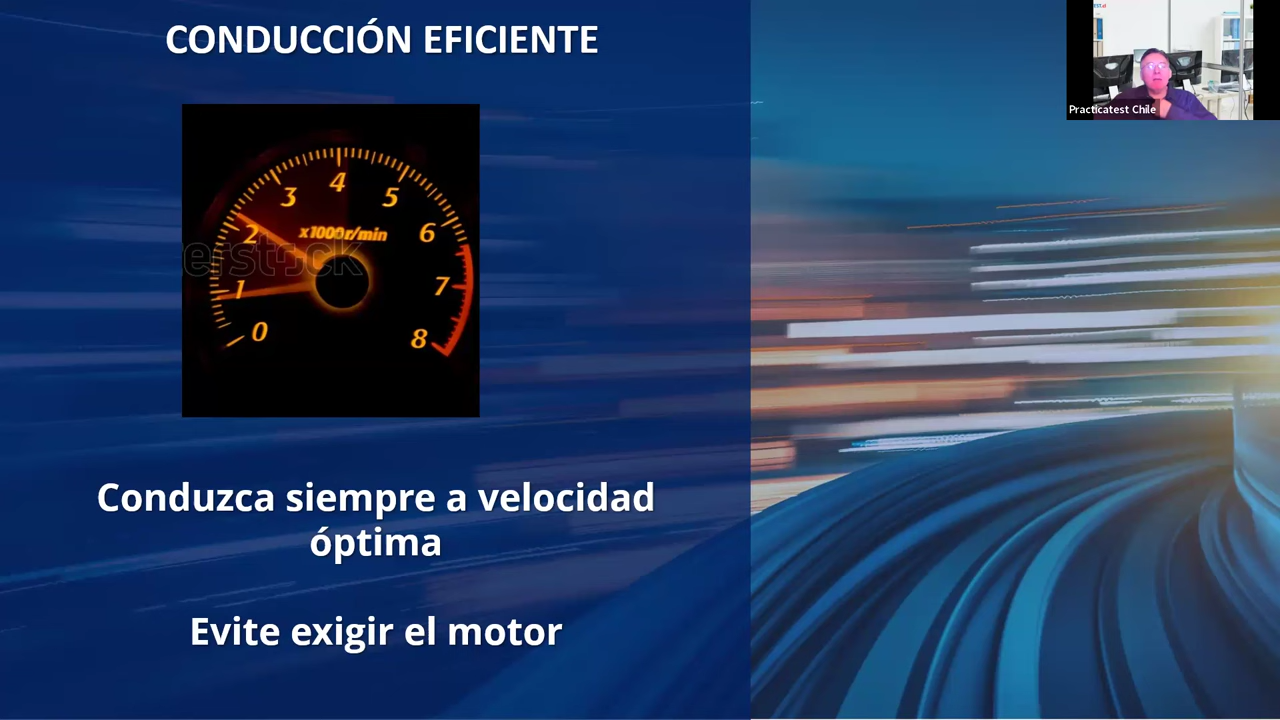 CONDUCCIÓN EFICIENTE
Practicatest Chile
4
3
5
2
x1000r/min
6
erstock
1
7
0
8
Conduzca siempre a velocidad
óptima
Evite exigir el motor